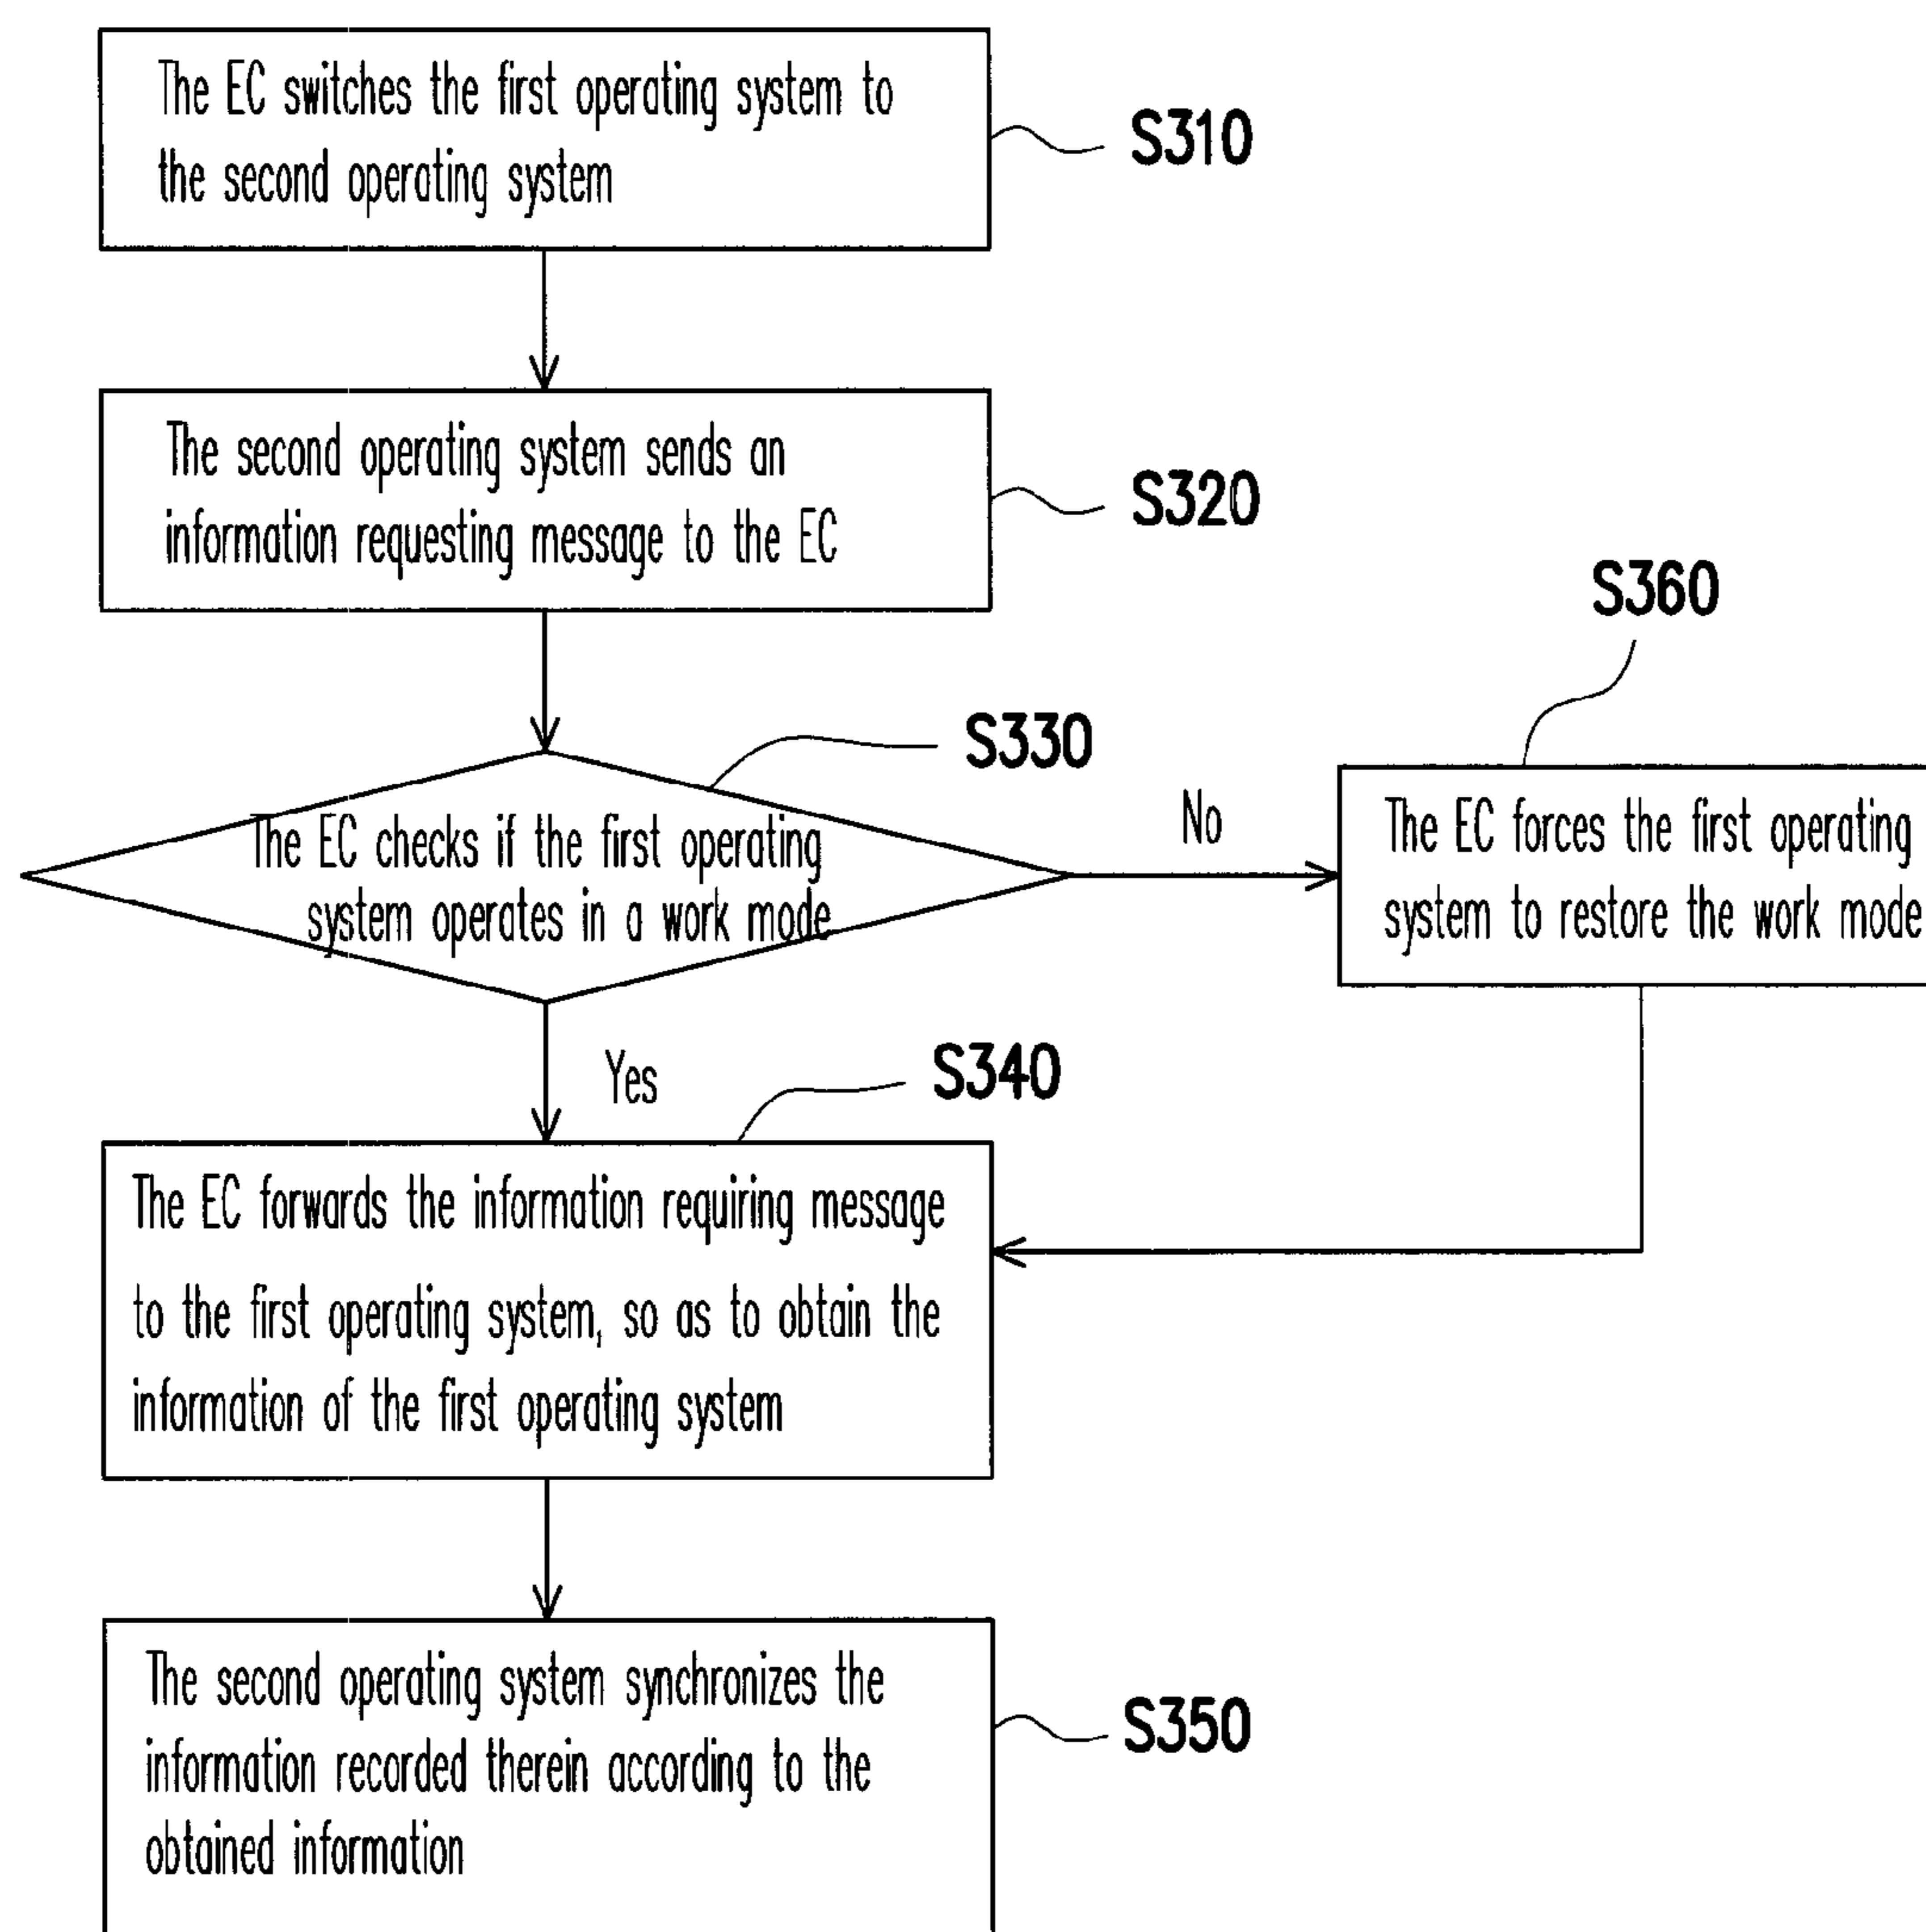 The EC switches the first operating system to
the second operating system
S310
The second operating system sends an
information requesting message to the EC
S320
S360
S330
The EC checks if the first operating
system operates in a work mode
No
The EC forces the first operating
system to restore the work mode
Yes
S340
The EC forwards the information requiring message
to the first operating system, so as to obtain the
information of the first operating system
The second operating system synchronizes the
information recorded therein according to the
obtained information
S350